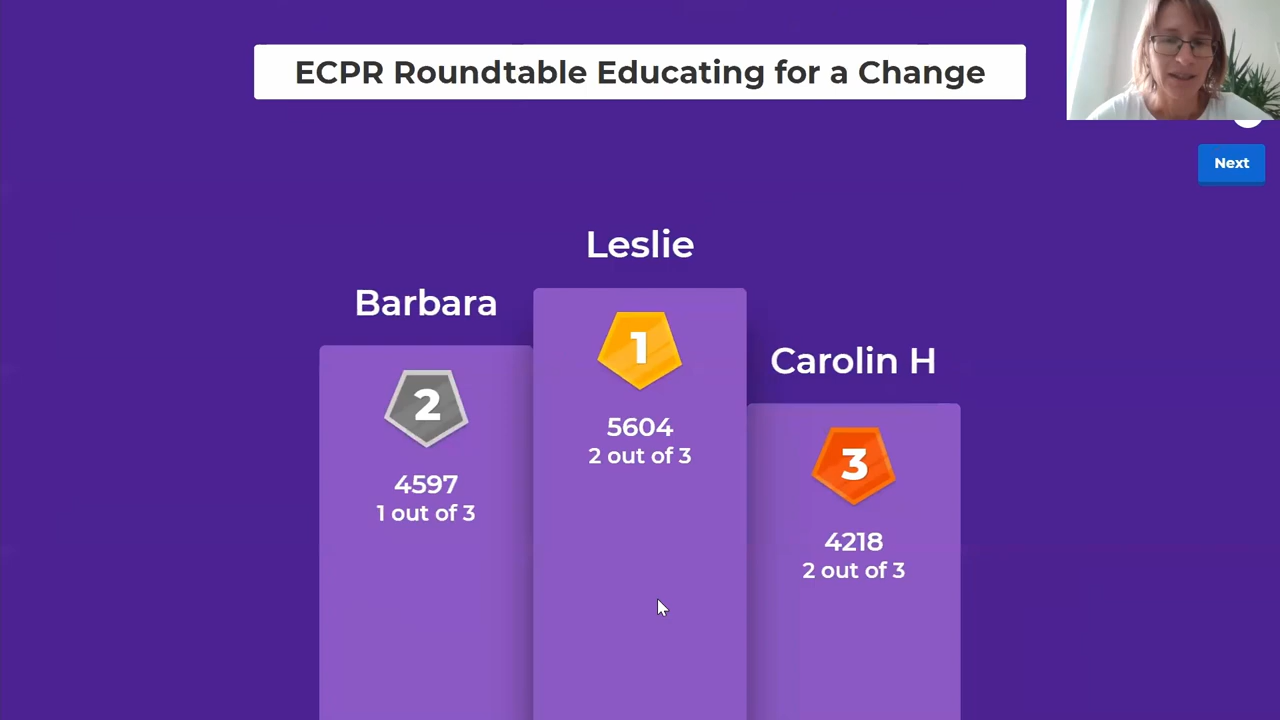 ECPR Roundtable Educating for a Change
Next
Leslie
Barbara
Carolin H
1
5604
2 out of 3
2
4597
1 out of 3
3
4218
2 out of 3